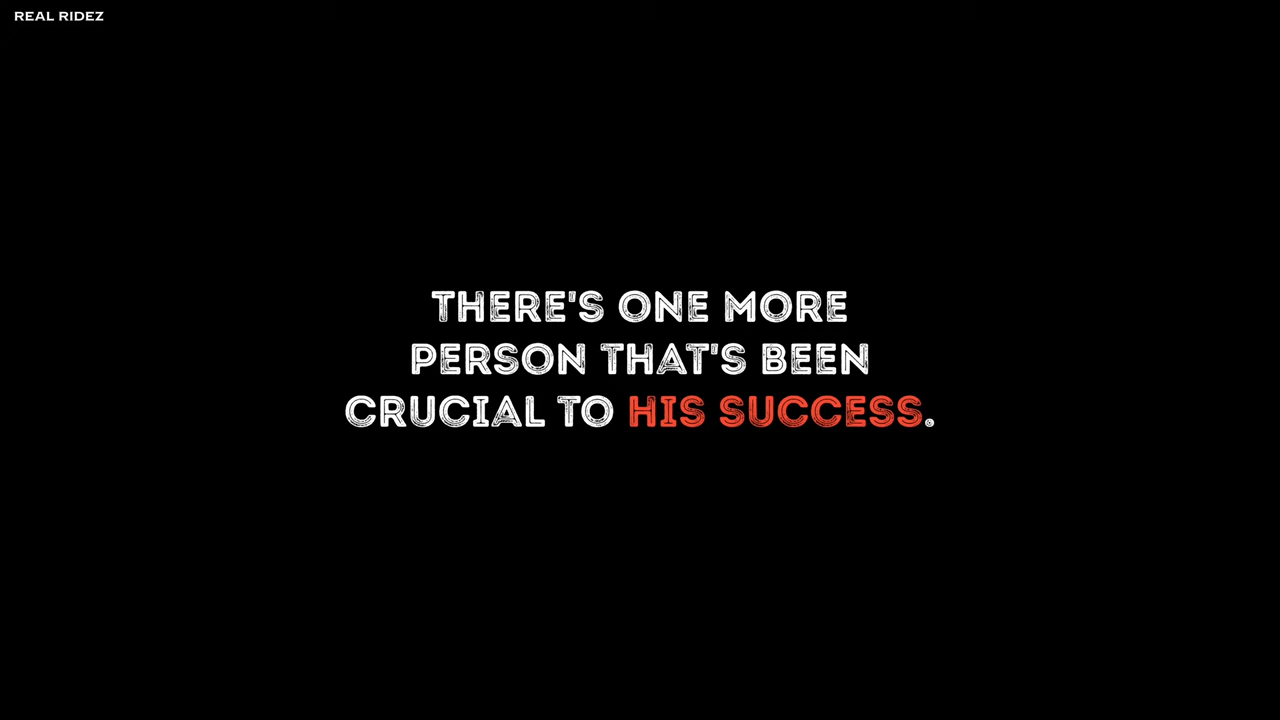 REAL RIDEZ
THERE'S ONE MORE
PERSON THAT'S BEEN
CRUCIAL TO HIS SUCCESS.